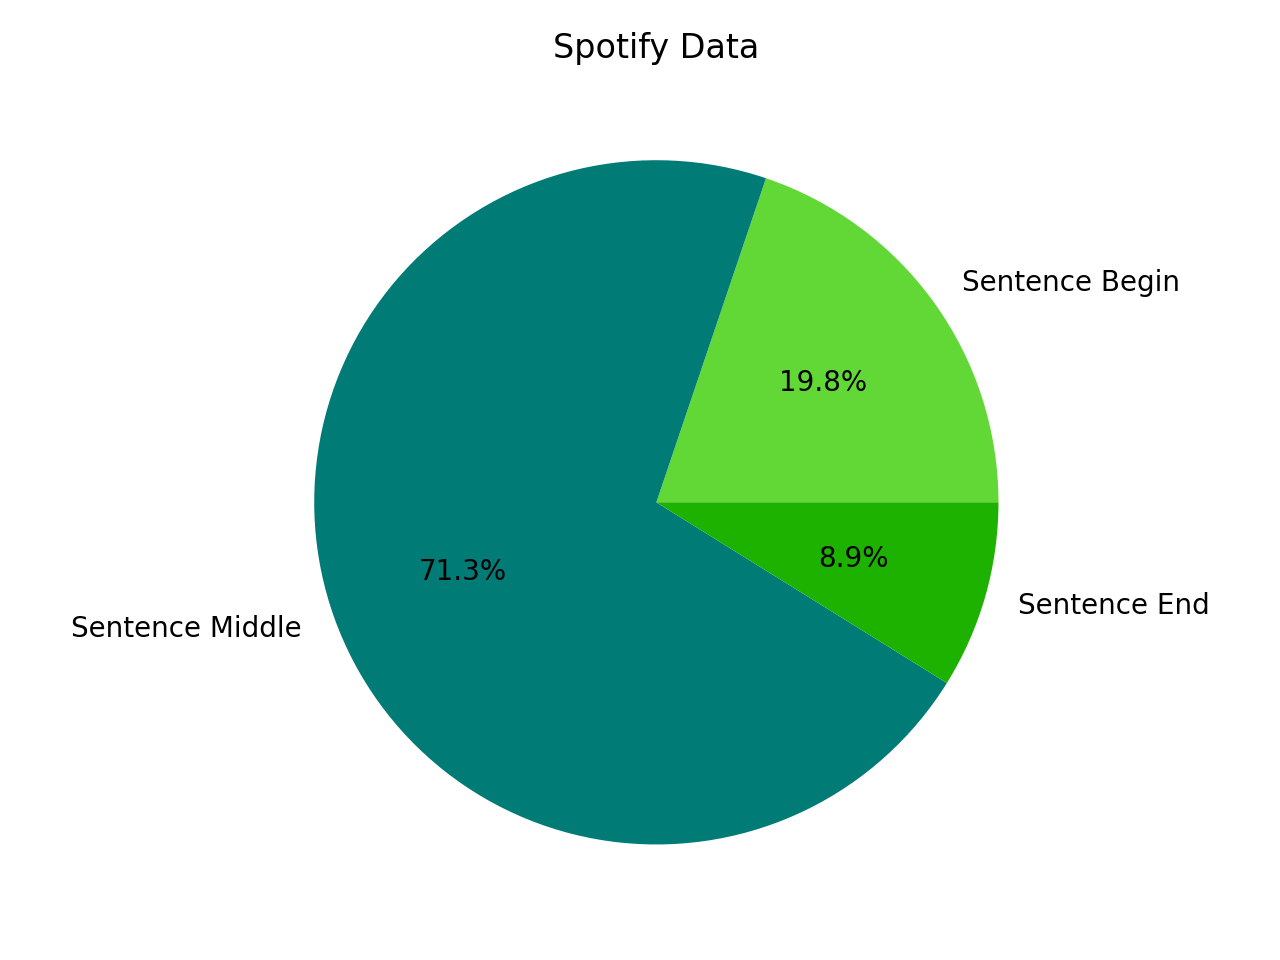 Spotify Data
Sentence Begin
19.8%
71.3%
8.9%
Sentence End
Sentence Middle